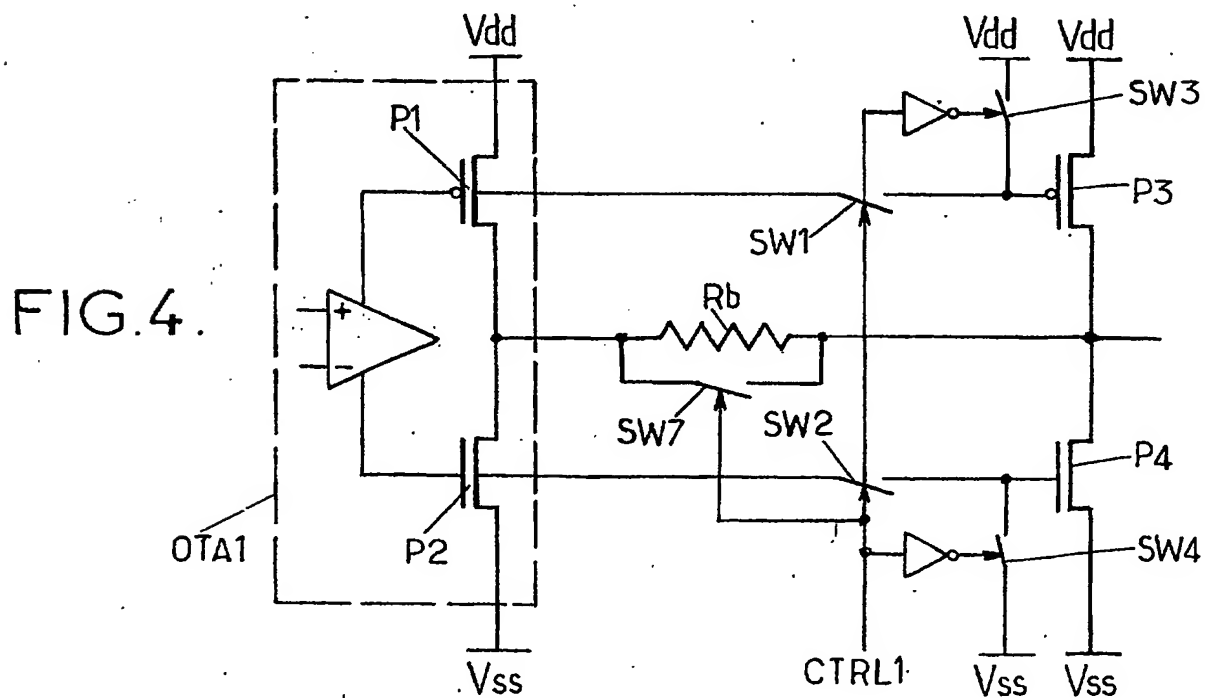 Vdd
Vdd Vdd
SW3
P1
P3
SW1
FIG.4.
Rb
+
-
SW7
SW2
P4
OTA1
P2
SW4
Vss
CTRL1
Vss Vss